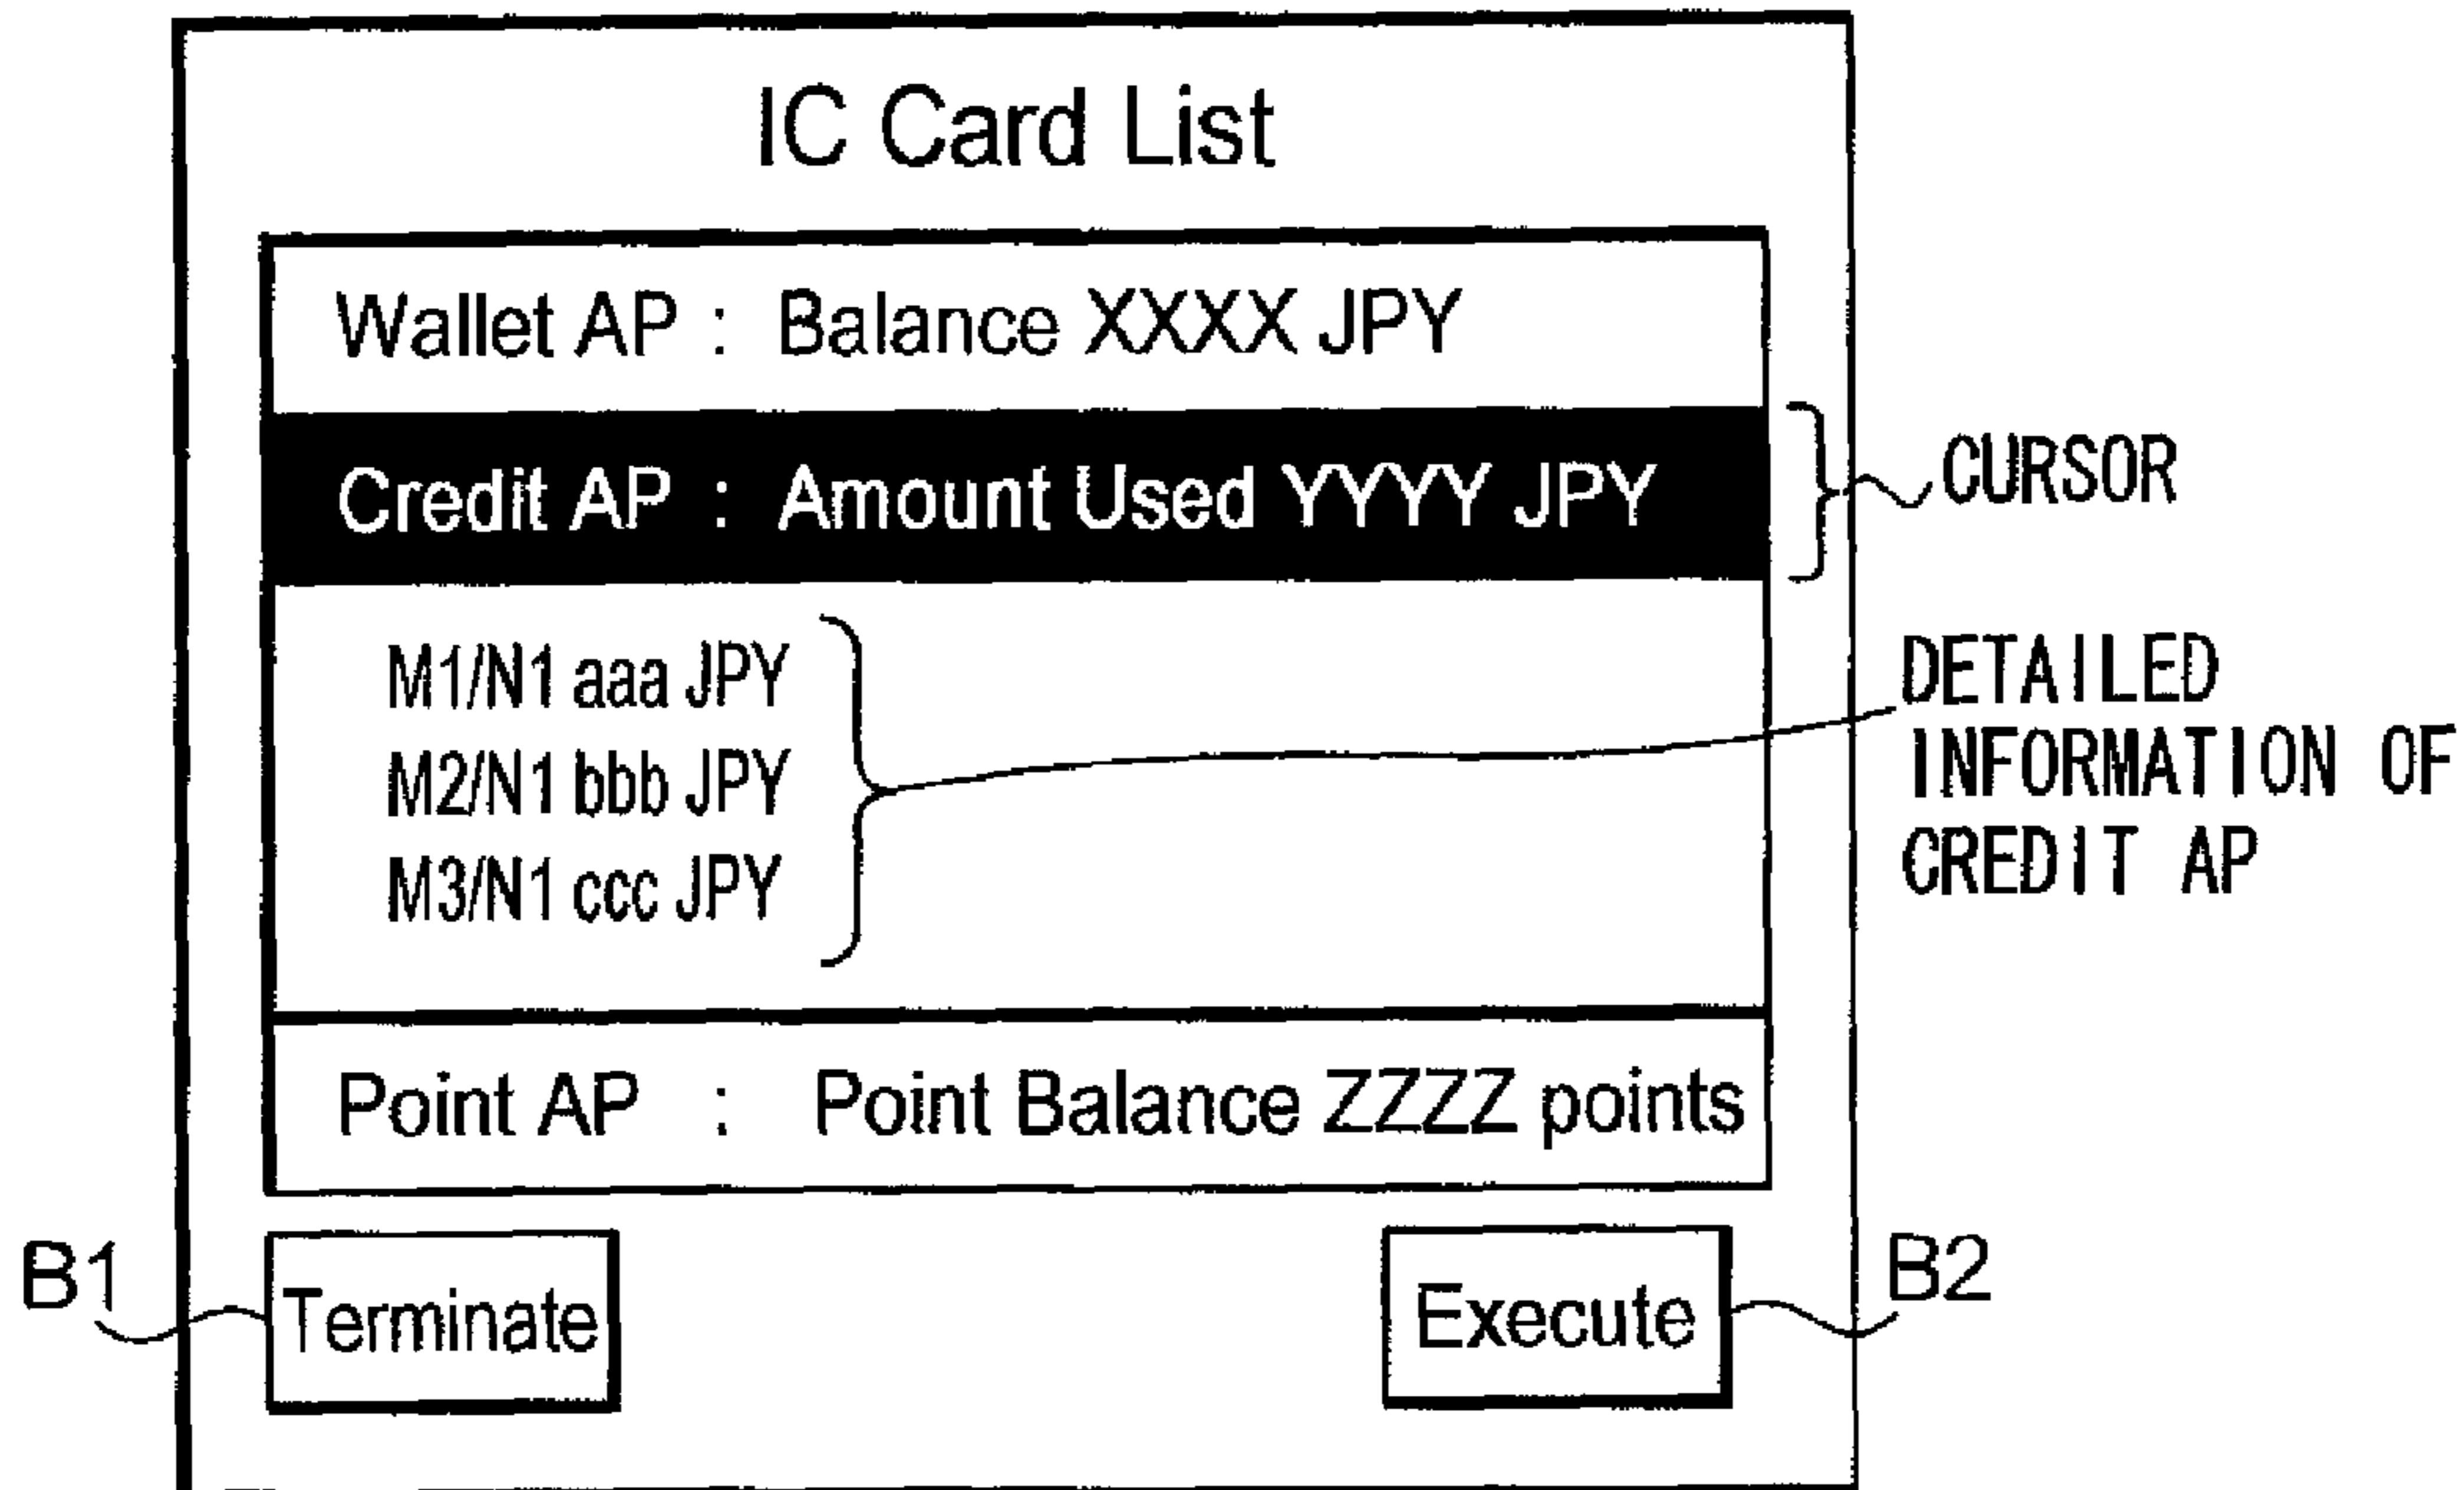 IC Card List
Wallet AP : Balance XXXX JPY
Credit AP : Amount Used YYYY JPY
CURSOR
M1/N1 aaa JPY
M2/N1 bbb JPY
M3/N1 ccc JPY
DETAILED
INFORMATION OF
CREDIT AP
Point AP : Point Balance ZZZZ points
B1
Terminate
Execute
B2